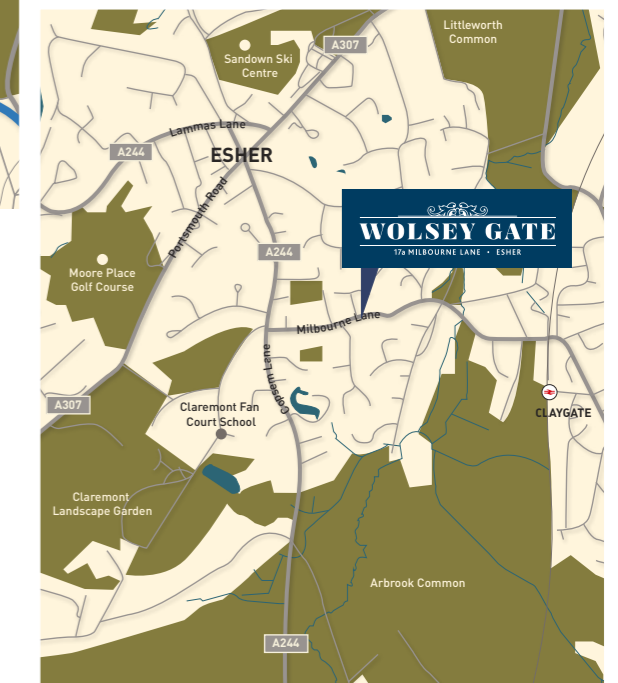 Littleworth
Common
A307
Sandown Ski
Centre
Lammas Lane
A244
ESHER
Portsmouth Road
WOLSEY GATE
17a MILBOURNE LANE • ESHER
A244
Moore Place
Golf Course
Milbourne Lane
Copsem Lane
A307
Claremont Fan
Court School
CLAYGATE
Claremont
Landscape Garden
Arbrook Common
A244